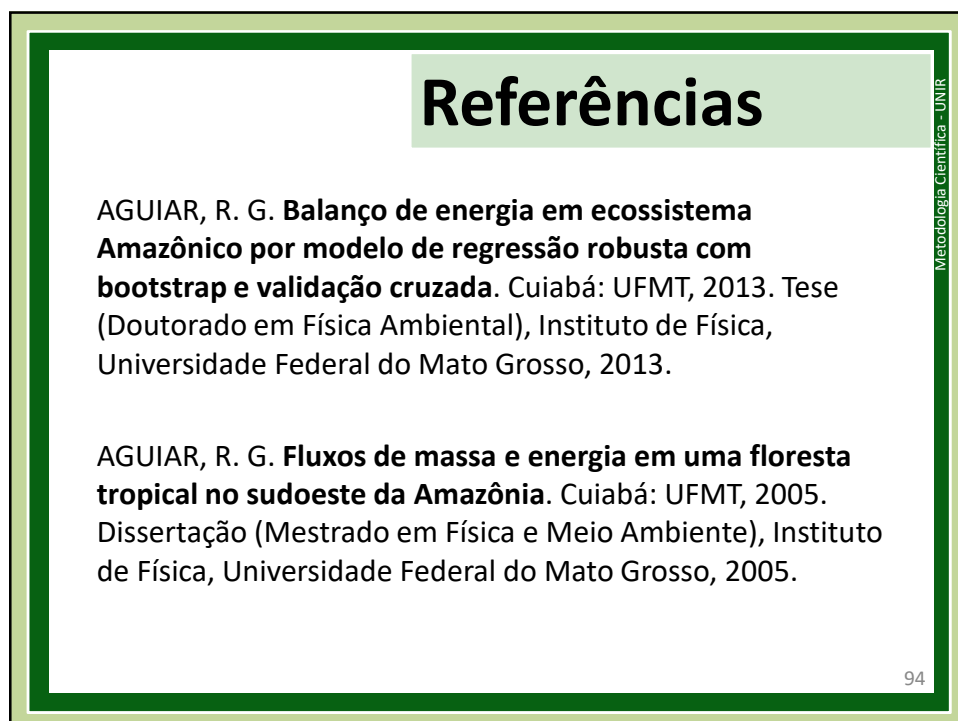 Referências
Metodologia Científica - UNIR
AGUIAR, R. G. Balanço de energia em ecossistema
Amazônico por modelo de regressão robusta com
bootstrap e validação cruzada. Cuiabá: UFMT, 2013. Tese
(Doutorado em Física Ambiental), Instituto de Física,
Universidade Federal do Mato Grosso, 2013.
AGUIAR, R. G. Fluxos de massa e energia em uma floresta
tropical no sudoeste da Amazônia. Cuiabá: UFMT, 2005.
Dissertação (Mestrado em Física e Meio Ambiente), Instituto
de Física, Universidade Federal do Mato Grosso, 2005.
94